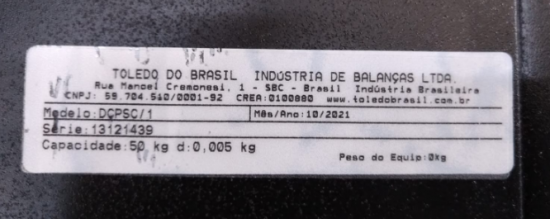 TOLEDO DO BRASIL INDÚSTRIA DE BALANÇAS LTDA.
Rua Manoel Cremonesi, 1 - SBC - Brasil Indústria Brasileira
CNPJ: 59.704.510/0001-92 CREA:0100880 www.toledobrasil.com.br
Modelo:DCPSC/1 Mês/Ano:10/2021
Série:13121439
Capacidade:50 kg d:0,005 kg
Peso do Equip:0kg